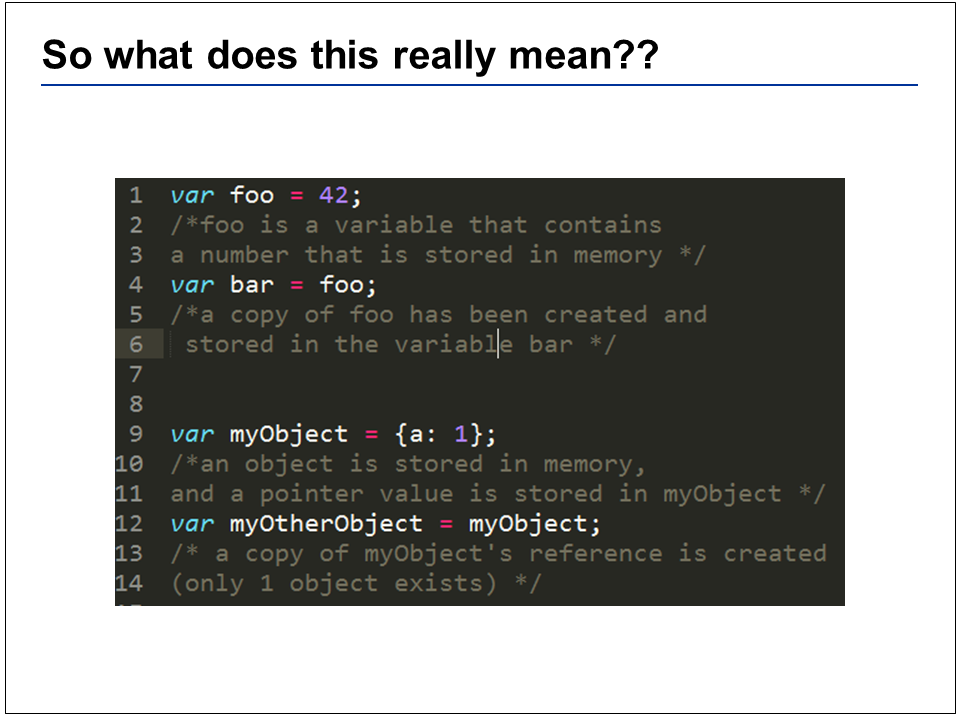 So what does this really mean??
1 var foo = 42;
2 /*foo is a variable that contains
3 a number that is stored in memory */
4 var bar = foo;
5 /*a copy of foo has been created and
6 stored in the variable bar */
7
8
9 var myObject = {a: 1};
10 /*an object is stored in memory,
11 and a pointer value is stored in myObject */
12 var myOtherObject = myObject;
13 /* a copy of myObject's reference is created
14 (only 1 object exists) */